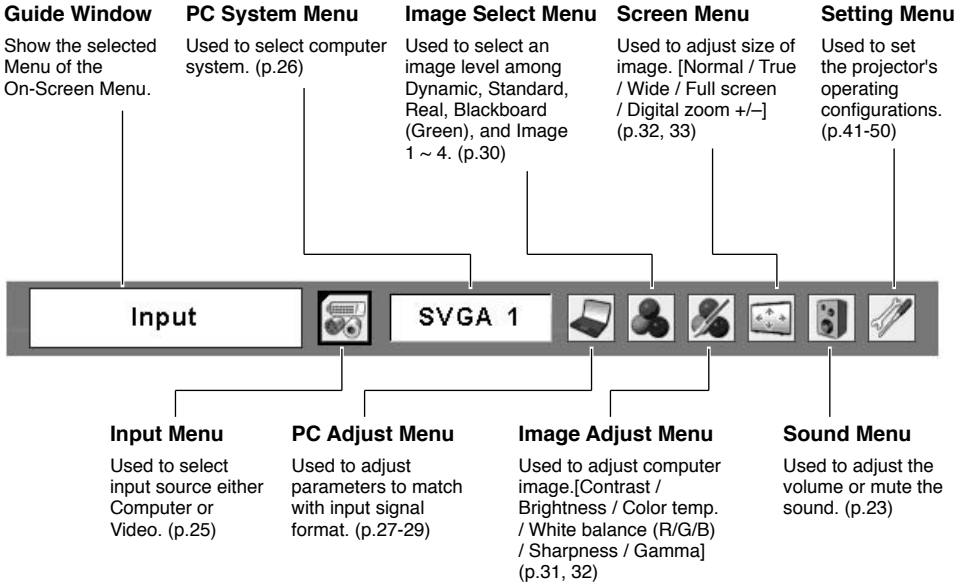 Guide Window
Show the selected
Menu of the
On-Screen Menu.
PC System Menu
Used to select computer
system. (p.26)
Image Select Menu
Used to select an
image level among
Dynamic, Standard,
Real, Blackboard
(Green), and Image
1 ~ 4. (p.30)
Screen Menu
Used to adjust size of
image. [Normal / True
/ Wide / Full screen
/ Digital zoom +/–]
(p.32, 33)
Setting Menu
Used to set
the projector's
operating
configurations.
(p.41-50)
Input
SVGA 1
Input Menu
Used to select
input source either
Computer or
Video. (p.25)
PC Adjust Menu
Used to adjust
parameters to match
with input signal
format. (p.27-29)
Image Adjust Menu
Used to adjust computer
image.[Contrast /
Brightness / Color temp.
/ White balance (R/G/B)
/ Sharpness / Gamma]
(p.31, 32)
Sound Menu
Used to adjust the
volume or mute the
sound. (p.23)